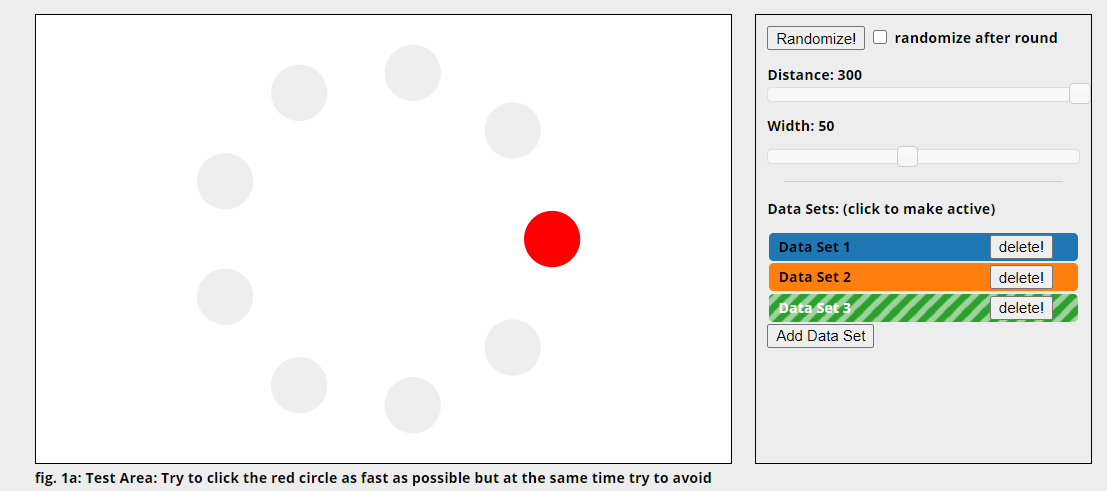 Randomize! randomize after round
Distance: 300
Width: 50
Data Sets: (click to make active)
Data Set 1 delete!
Data Set 2 delete!
Data Set 3 delete!
Add Data Set
fig. 1a: Test Area: Try to click the red circle as fast as possible but at the same time try to avoid